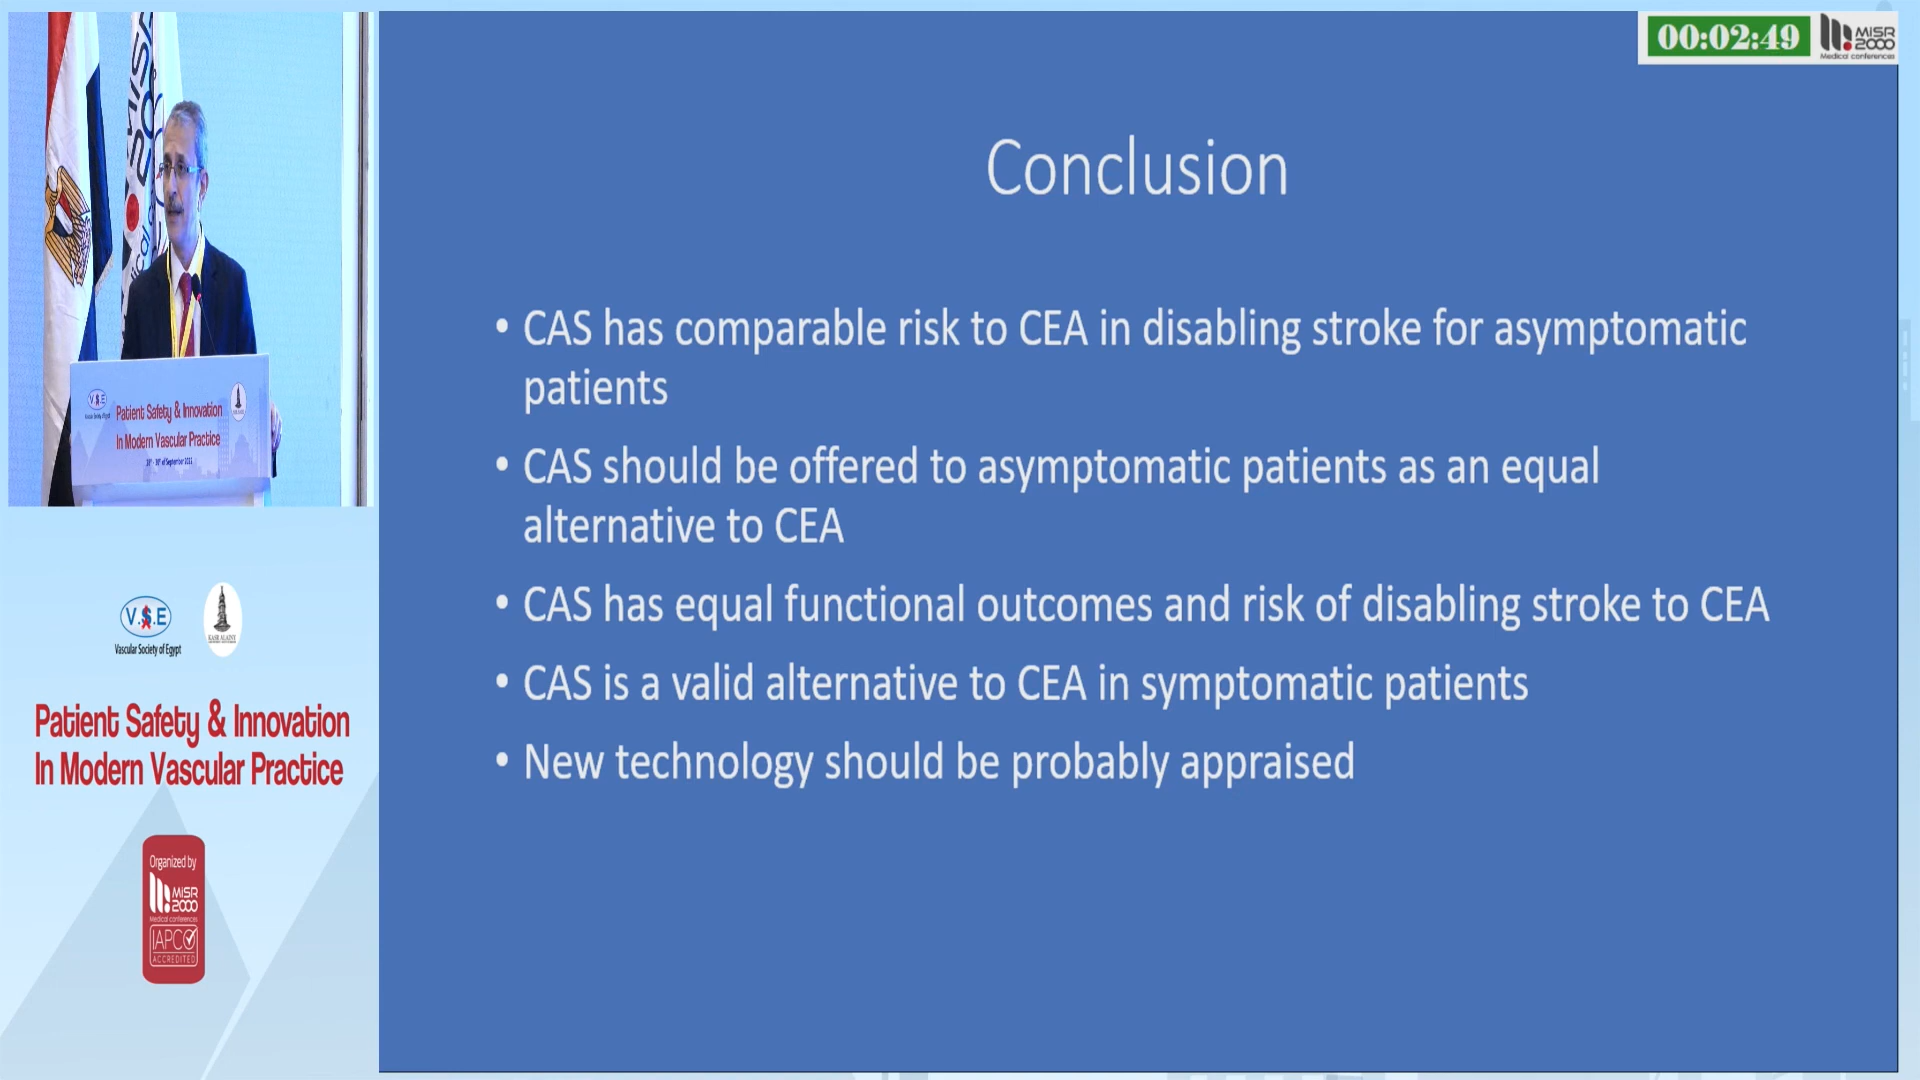 00:02:49
MISR
2000
Medical conferences
Conclusion
• CAS has comparable risk to CEA in disabling stroke for asymptomatic
patients
• CAS should be offered to asymptomatic patients as an equal
alternative to CEA
• CAS has equal functional outcomes and risk of disabling stroke to CEA
• CAS is a valid alternative to CEA in symptomatic patients
• New technology should be probably appraised
V.S.E
Patient Safety & Innovation
In Modern Vascular Practice
V.S.E
Vascular Society of Egypt
KASR ALAINY
Patient Safety & Innovation
In Modern Vascular Practice
Organized by
MISR
2000
Medical conferences
IAPCO
ACCREDITED